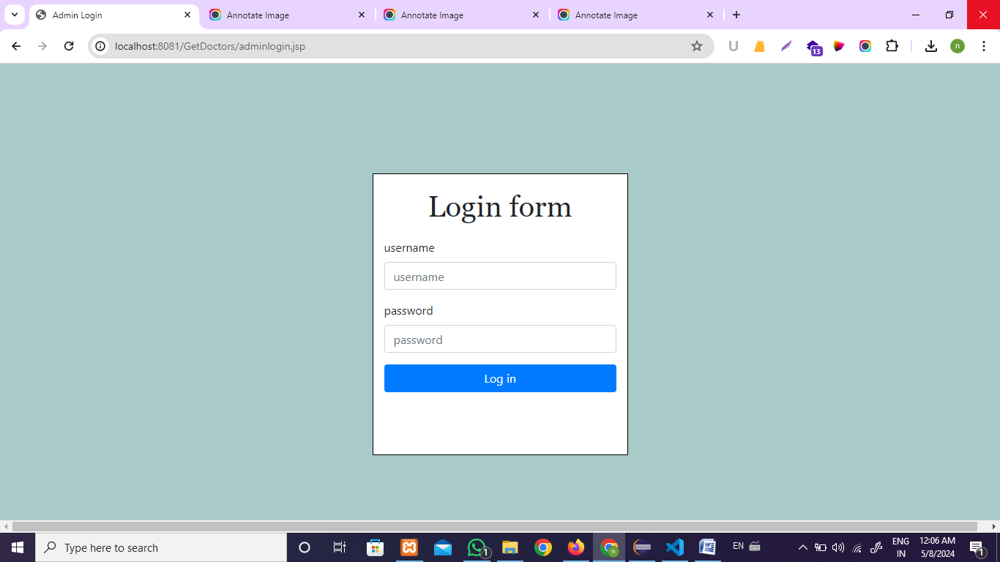 Admin Login
Annotate Image
Annotate Image
Annotate Image
localhost:8081/GetDoctors/adminlogin.jsp
U
13
n
Login form
username
username
password
password
Log in
Type here to search
1
n
EN
ENG
IN
12:06 AM
5/8/2024
1